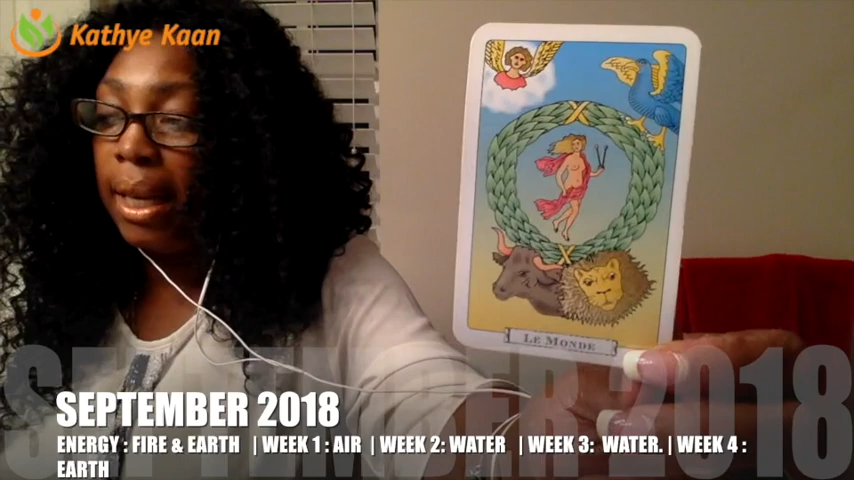 Kathye Kaan
LE MONDE
SEPTEMBER 2018
SEPTEMBER 2018
ENERGY : FIRE & EARTH | WEEK 1 : AIR | WEEK 2: WATER | WEEK 3: WATER. | WEEK 4 :
EARTH